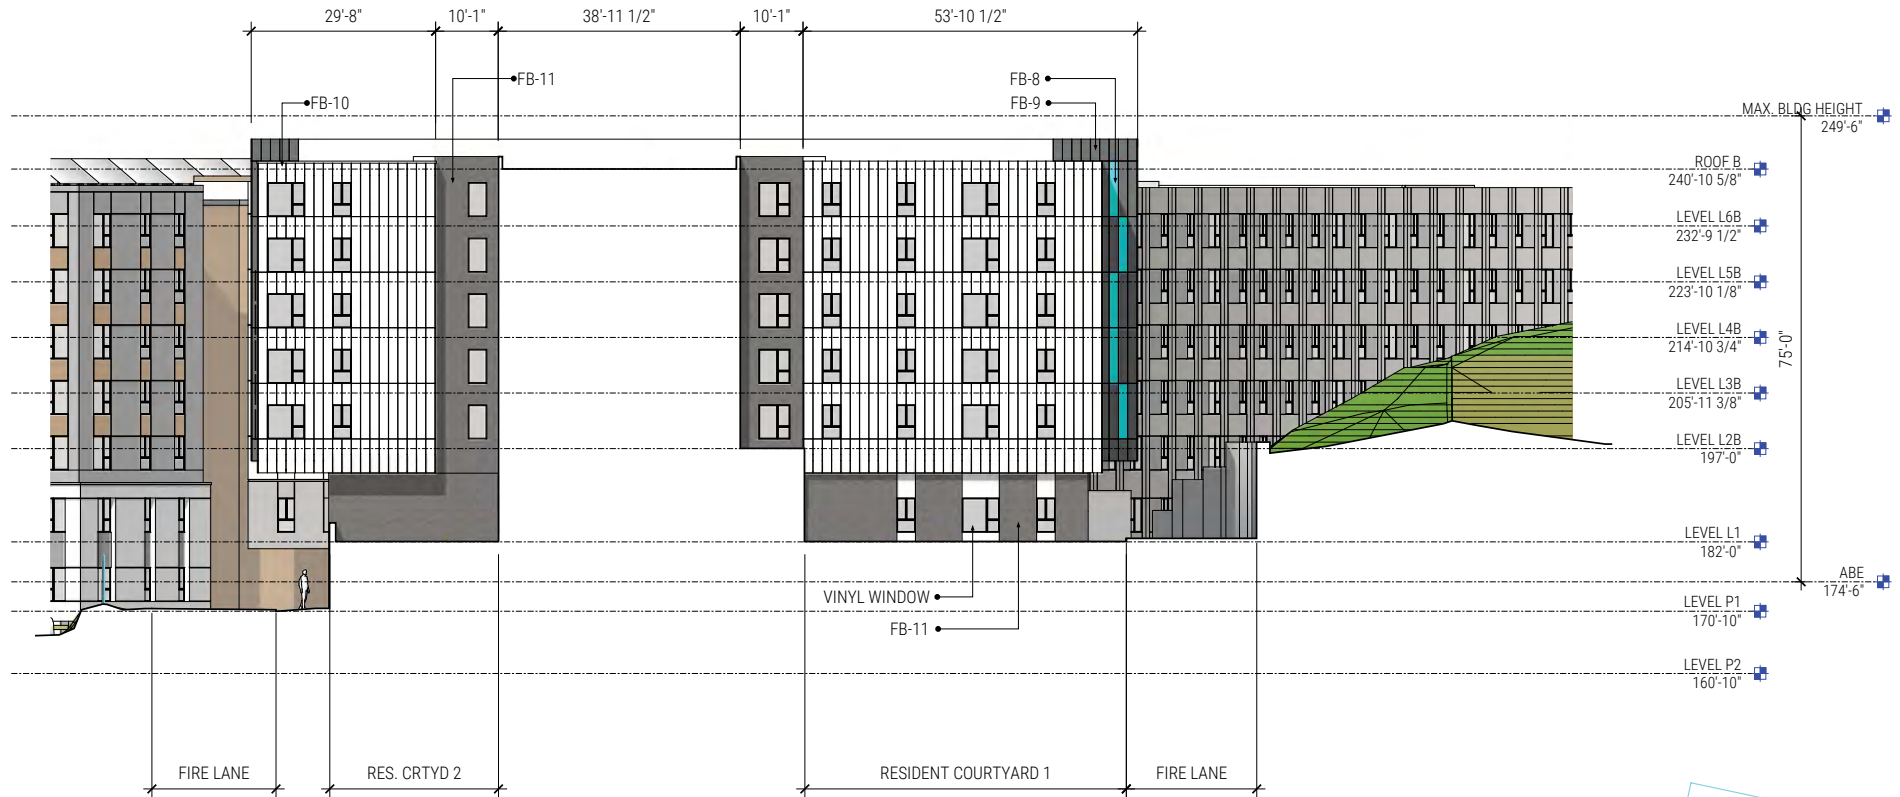 29'-8"
10'-1"
38'-11 1/2"
10'-1"
53'-10 1/2"
FB-11
FB-8
FB-10
FB-9
MAX. BLDG HEIGHT
249'-6"
ROOF B
240'-10 5/8"
LEVEL L6B
232'-9 1/2"
LEVEL L5B
223'-10 1/8"
LEVEL L4B
214'-10 3/4"
75'-0"
LEVEL L3B
205'-11 3/8"
LEVEL L2B
197'-0"
LEVEL L1
182'-0"
ABE
174'-6"
VINYL WINDOW
LEVEL P1
170'-10"
FB-11
LEVEL P2
160'-10"
FIRE LANE
RES. CRTYD 2
RESIDENT COURTYARD 1
FIRE LANE